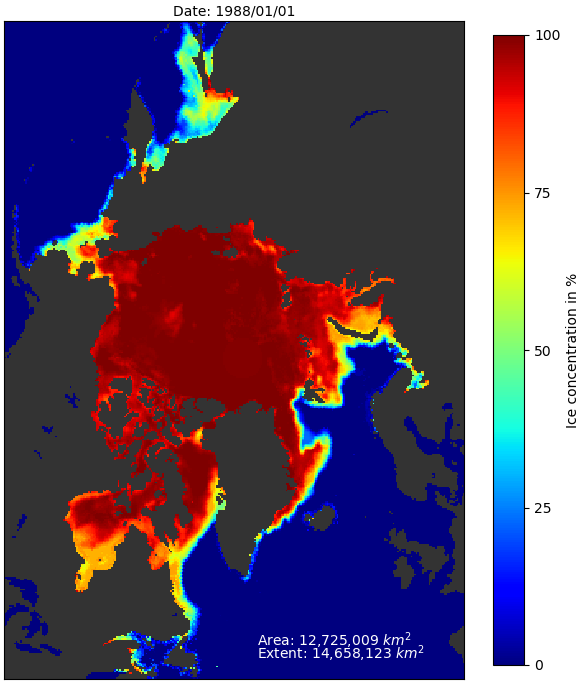 Date: 1988/01/01
100
75
50
25
0
Ice concentration in %
Area: 12,725,009 km²
Extent: 14,658,123 km²